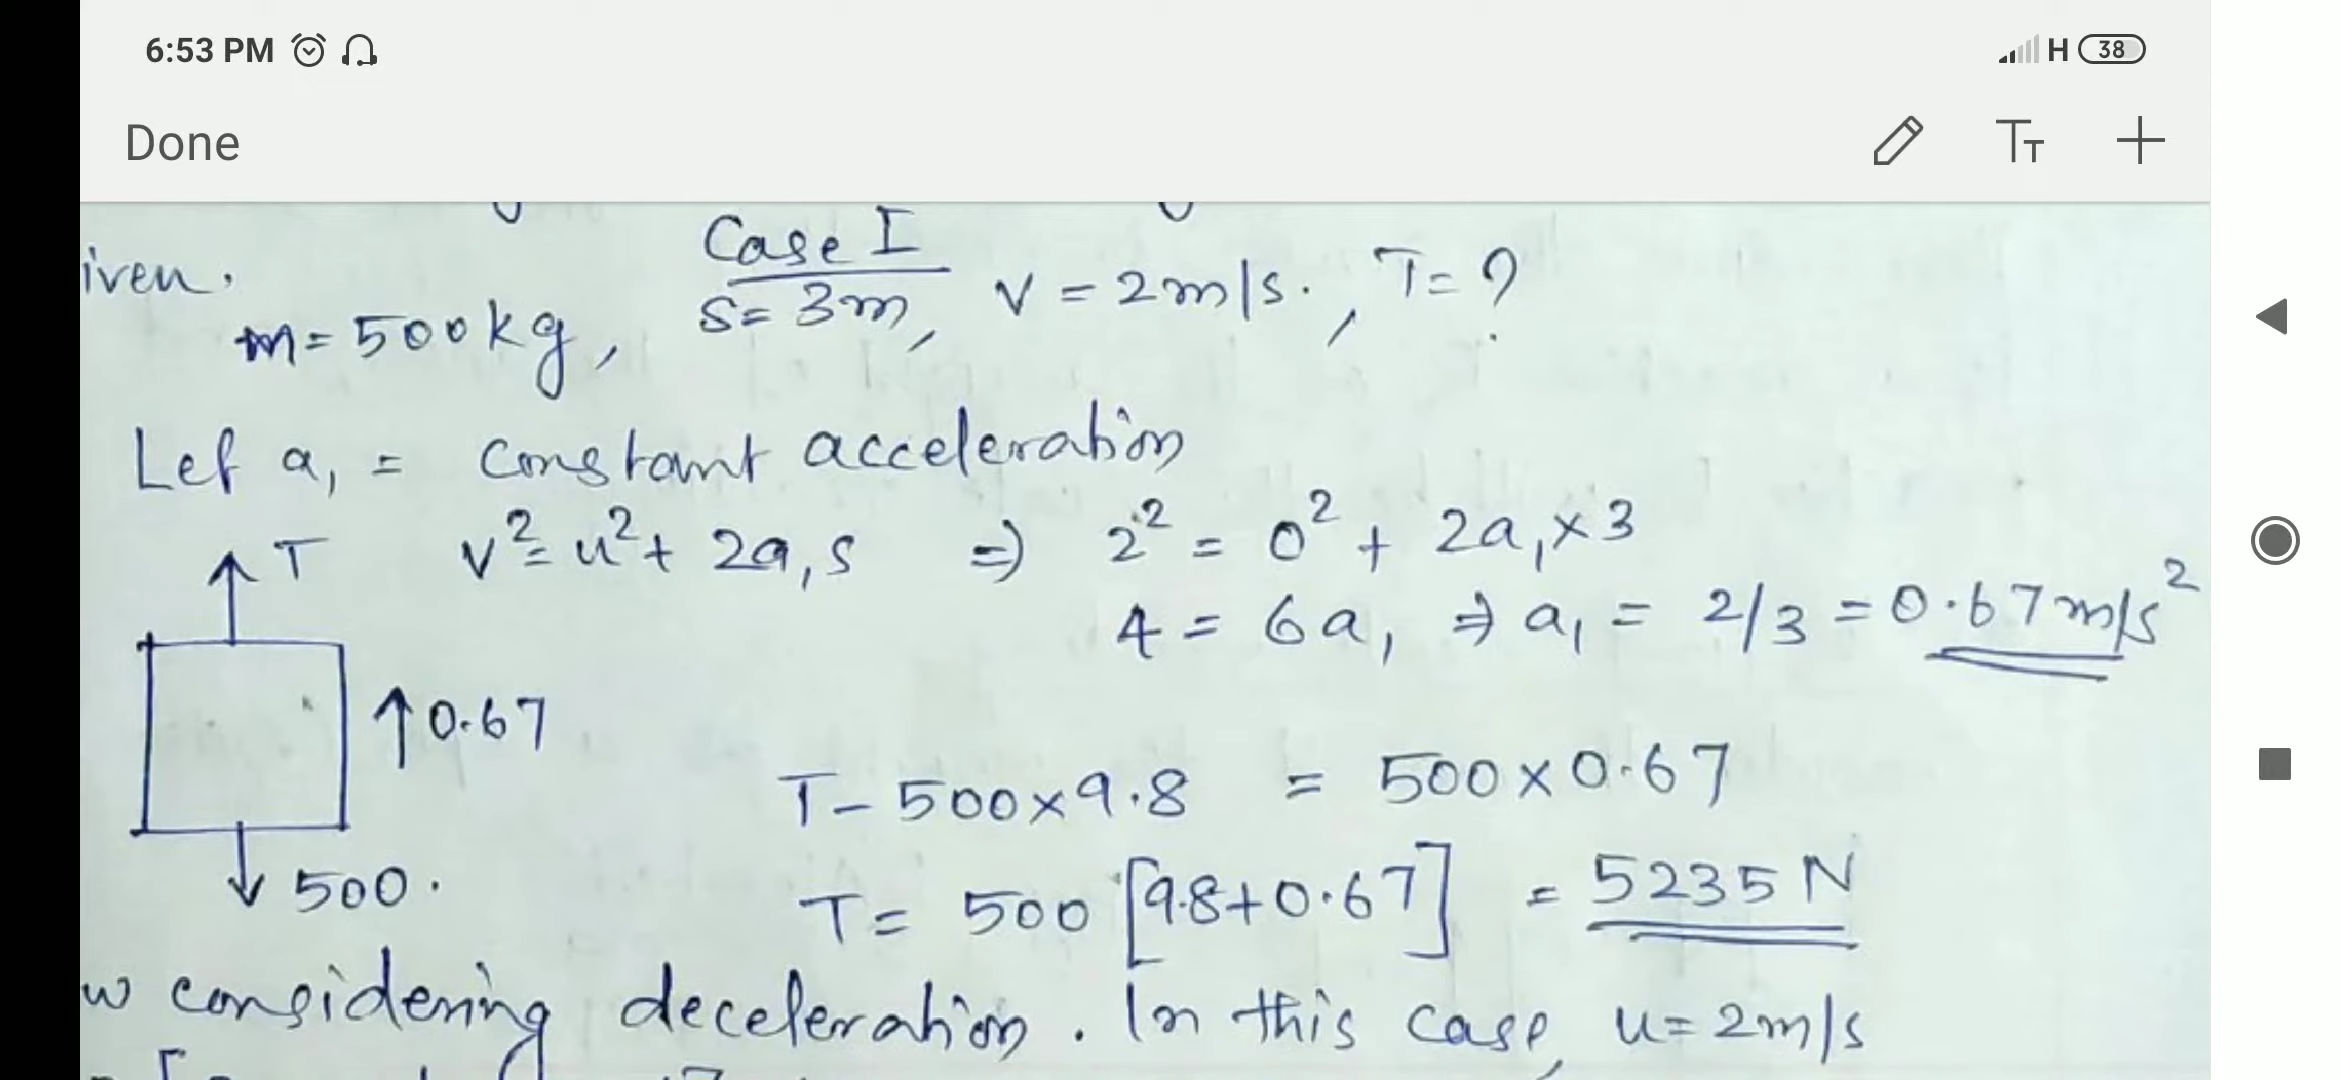 6:53 PM H 38
Done TT
Case I
iven.
m = 500kg, s = 3m, v = 2m/s. , T = ?
Let a₁ = constant acceleration
T v² = u² + 2a₁s ⇒ 2² = 0² + 2a₁×3
4 = 6a₁ ⇒ a₁ = 2/3 = 0.67 m/s²
0.67
T - 500×9.8 = 500×0.67
500.
T = 500 [9.8+0.67] = 5235 N
w considering deceleration. In this case, u = 2m/s